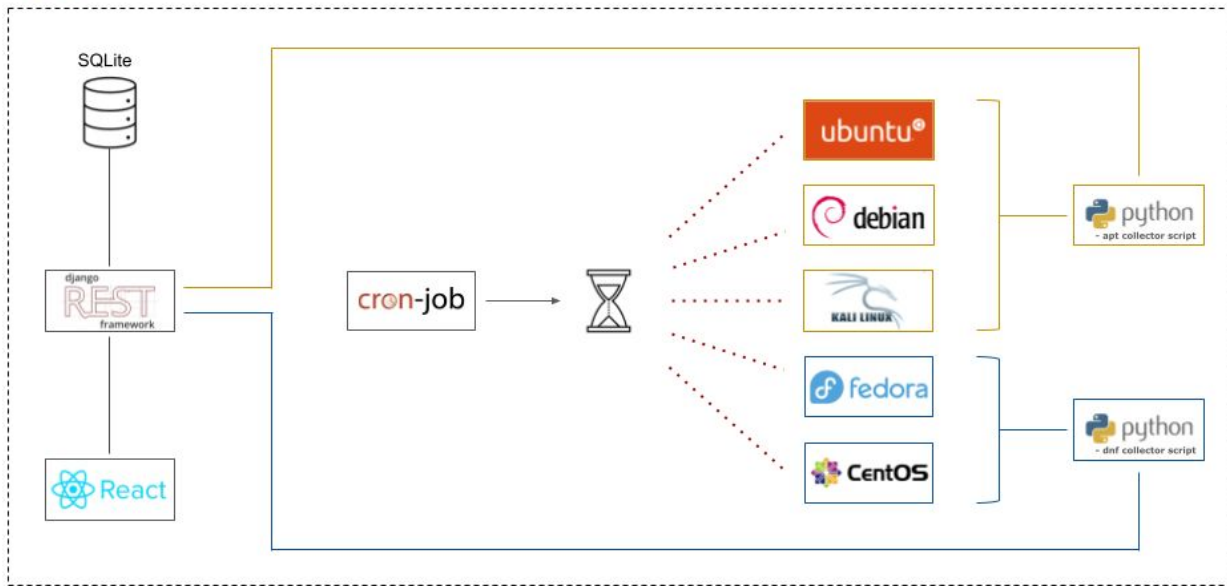 SQLite
ubuntu
debian
django
REST
framework
cron-job
KALI LINUX
python
- apt collector script
fedora
React
CentOS
python
- dnf collector script